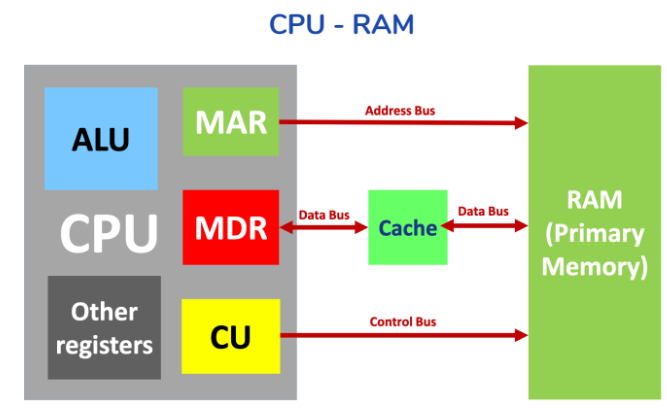 CPU - RAM
ALU
MAR
Address Bus
CPU
MDR
Data Bus
Cache
Data Bus
RAM
(Primary
Memory)
Other
registers
CU
Control Bus